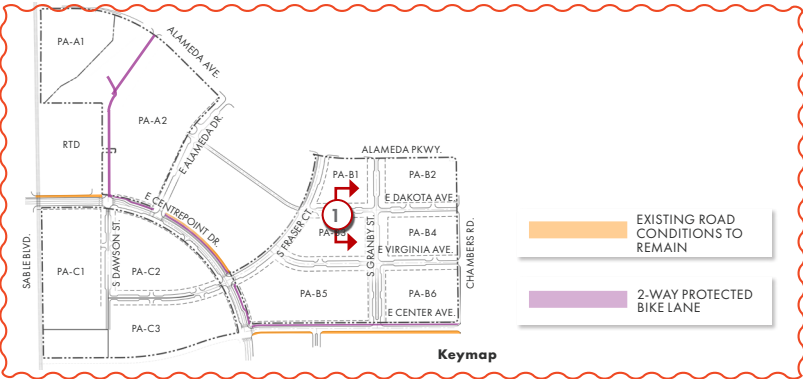 PA-A1
ALAMEDA AVE.
PA-A2
RTD
E ALAMEDA DR.
ALAMEDA PKWY.
PA-B1
PA-B2
E DAKOTA AVE.
1
E CENTREPOINT DR.
S FRASER CT.
S GRANBY ST.
PA-B4
E VIRGINIA AVE.
CHAMBERS RD.
SABLE BLVD.
S DAWSON ST.
PA-C1
PA-C2
PA-B5
PA-B6
E CENTER AVE.
PA-C3
Keymap
EXISTING ROAD
CONDITIONS TO
REMAIN
2-WAY PROTECTED
BIKE LANE